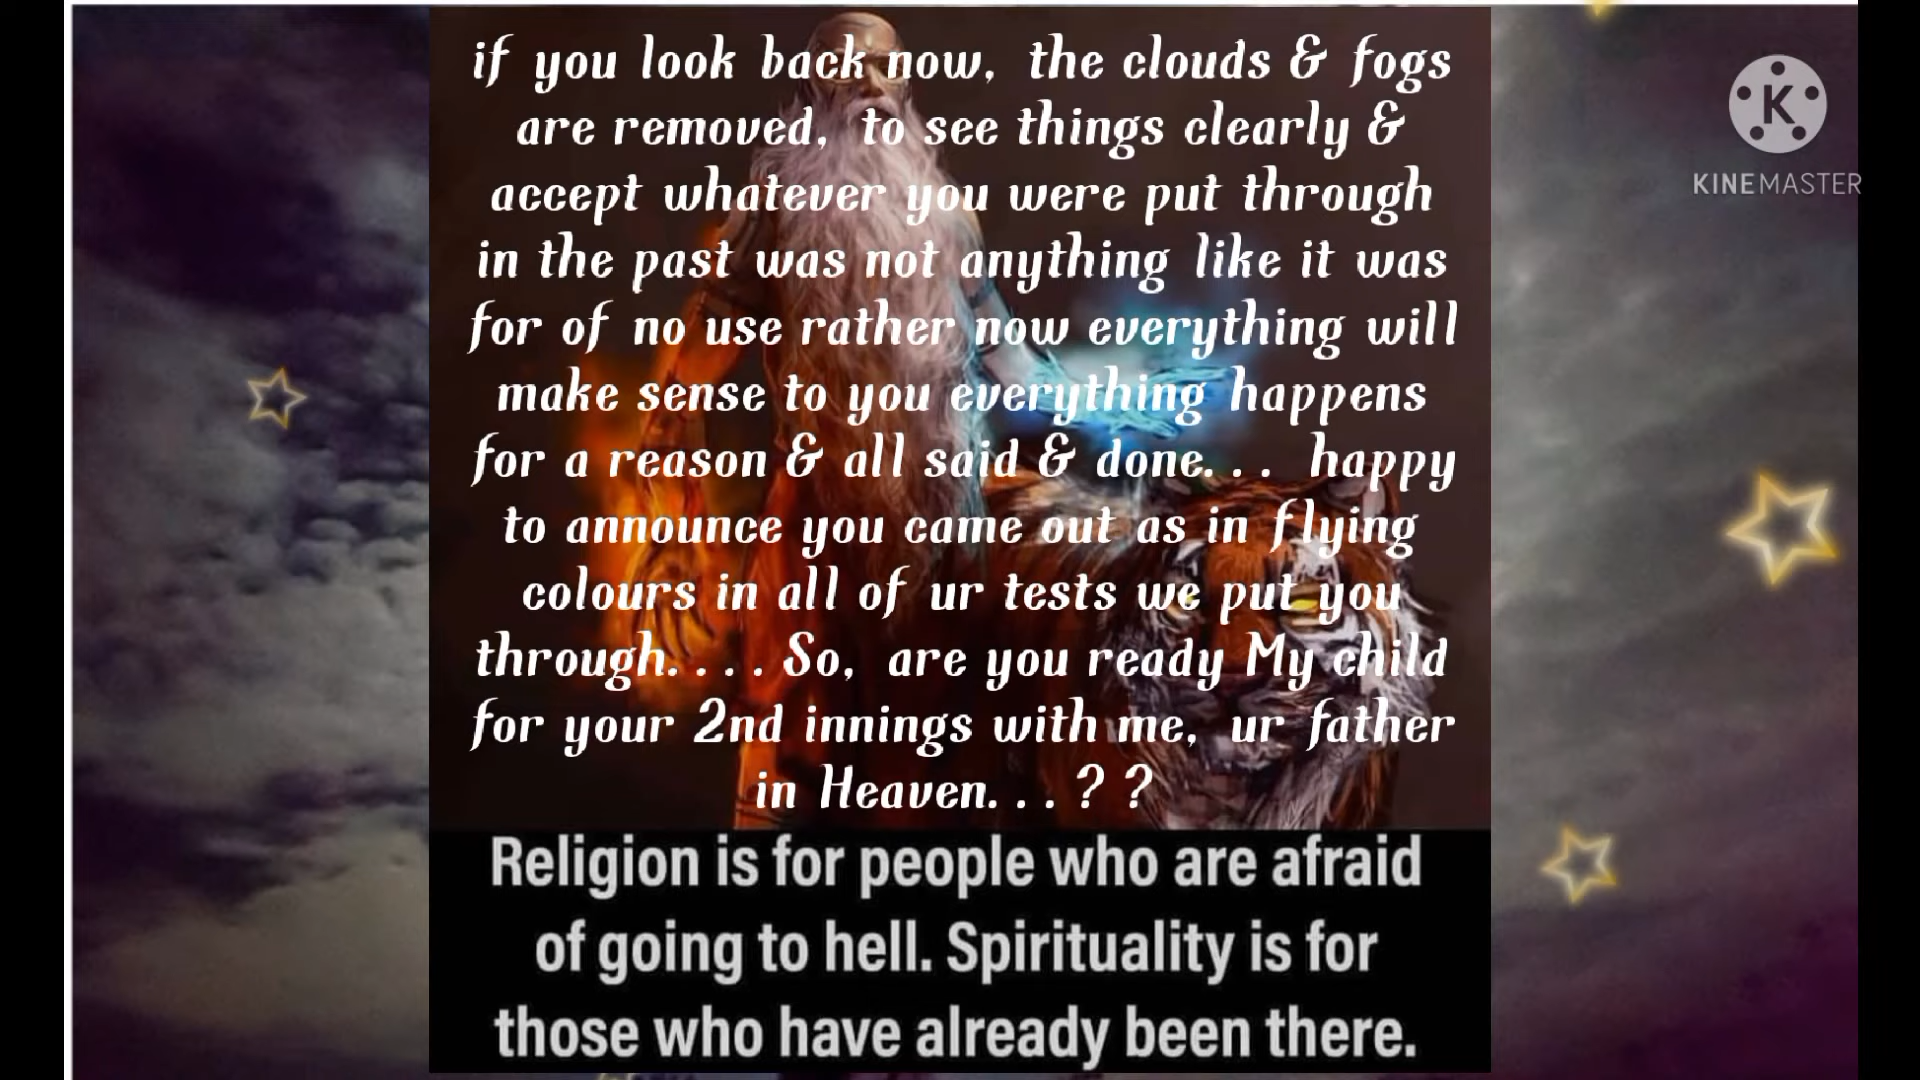 if you look back now, the clouds & fogs
are removed, to see things clearly &
accept whatever you were put through
in the past was not anything like it was
for of no use rather now everything will
make sense to you everything happens
for a reason & all said & done. . . happy
to announce you came out as in flying
colours in all of ur tests we put you
through. . . . So, are you ready My child
for your 2nd innings with me, ur father
in Heaven. . . ? ?
Religion is for people who are afraid
of going to hell. Spirituality is for
those who have already been there.
K
KINEMASTER